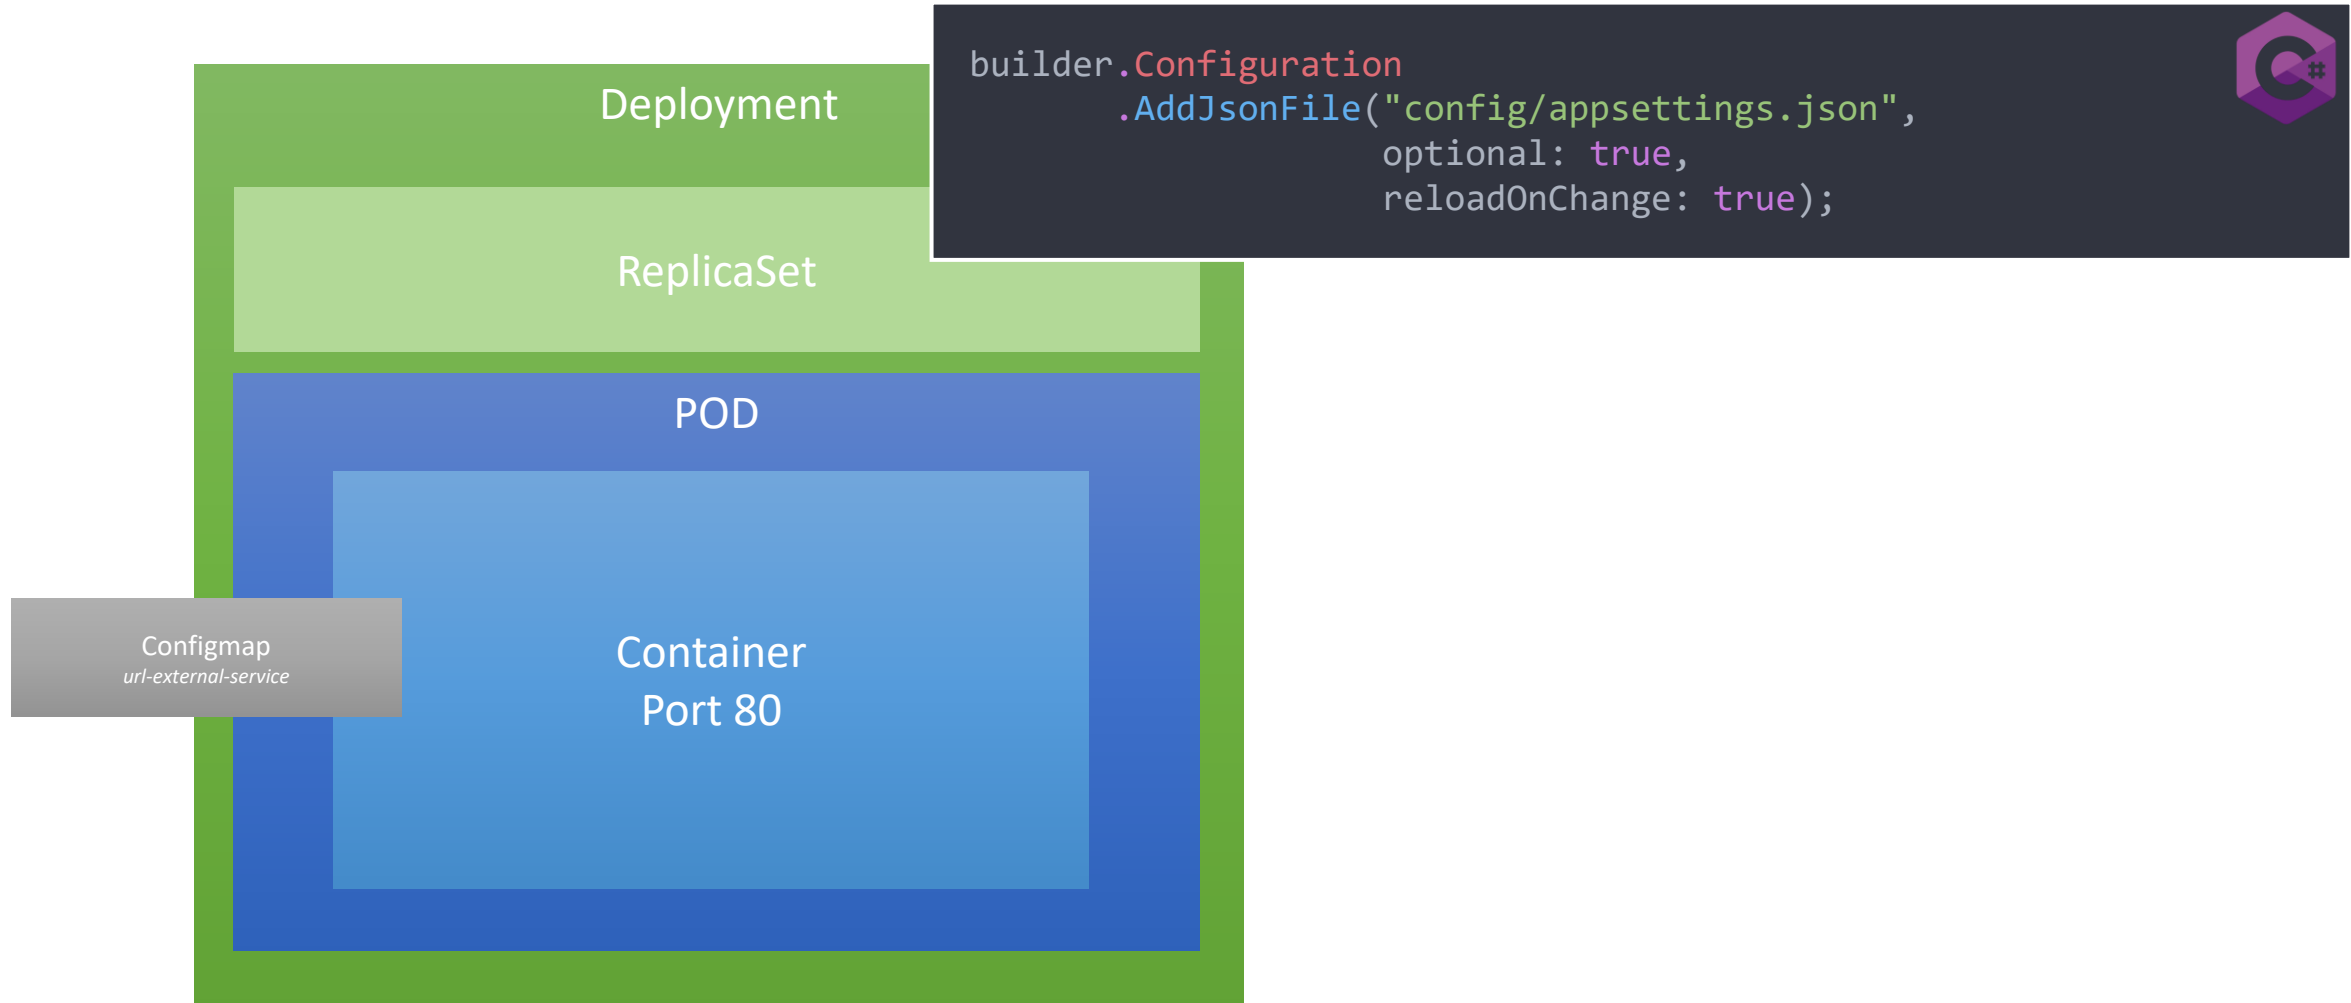 builder.Configuration
.AddJsonFile("config/appsettings.json",
optional: true,
reloadOnChange: true);
C#
Deployment
ReplicaSet
POD
Configmap
url-external-service
Container
Port 80